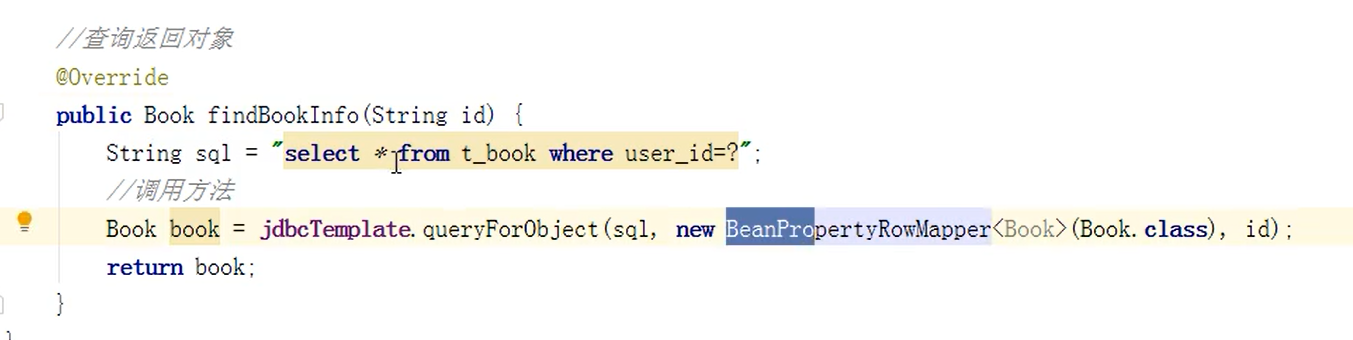 //查询返回对象
@Override
public Book findBookInfo(String id) {
String sql = "select * from t_book where user_id=?";
//调用方法
Book book = jdbcTemplate.queryForObject(sql, new BeanPropertyRowMapper<Book>(Book.class), id);
return book;
}
}